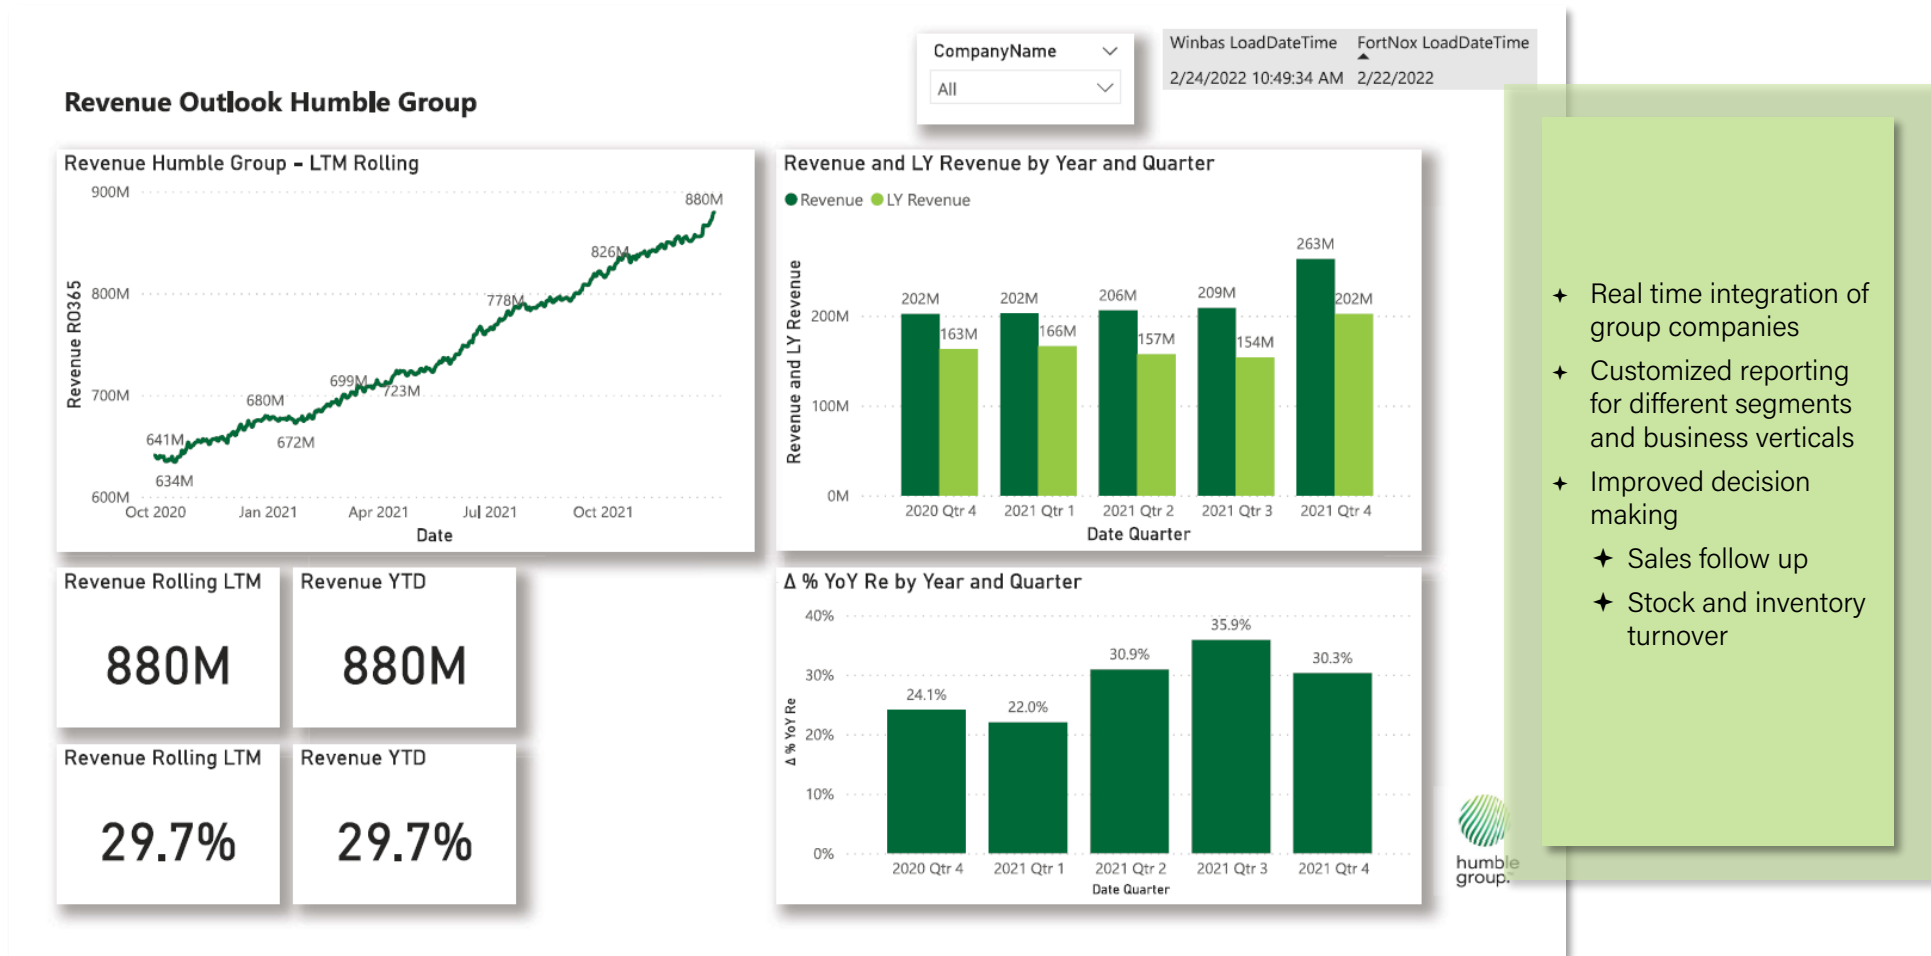 CompanyName
All
Winbas LoadDateTime FortNox LoadDateTime
2/24/2022 10:49:34 AM 2/22/2022
Revenue Outlook Humble Group
Revenue Humble Group - LTM Rolling
900M
800M
700M
600M
Revenue RO365
641M
634M
680M
672M
699M
723M
778M
826M
880M
Oct 2020 Jan 2021 Apr 2021 Jul 2021 Oct 2021
Date
Revenue and LY Revenue by Year and Quarter
Revenue LY Revenue
Revenue and LY Revenue
200M
100M
0M
202M 163M 202M 166M 206M 157M 209M 154M 263M 202M
2020 Qtr 4 2021 Qtr 1 2021 Qtr 2 2021 Qtr 3 2021 Qtr 4
Date Quarter
Revenue Rolling LTM
880M
Revenue YTD
880M
Revenue Rolling LTM
29.7%
Revenue YTD
29.7%
Δ % YoY Re by Year and Quarter
40%
30%
20%
10%
0%
Δ % YoY Re
24.1% 22.0% 30.9% 35.9% 30.3%
2020 Qtr 4 2021 Qtr 1 2021 Qtr 2 2021 Qtr 3 2021 Qtr 4
Date Quarter
humble
group.
Real time integration of
group companies
Customized reporting
for different segments
and business verticals
Improved decision
making
Sales follow up
Stock and inventory
turnover